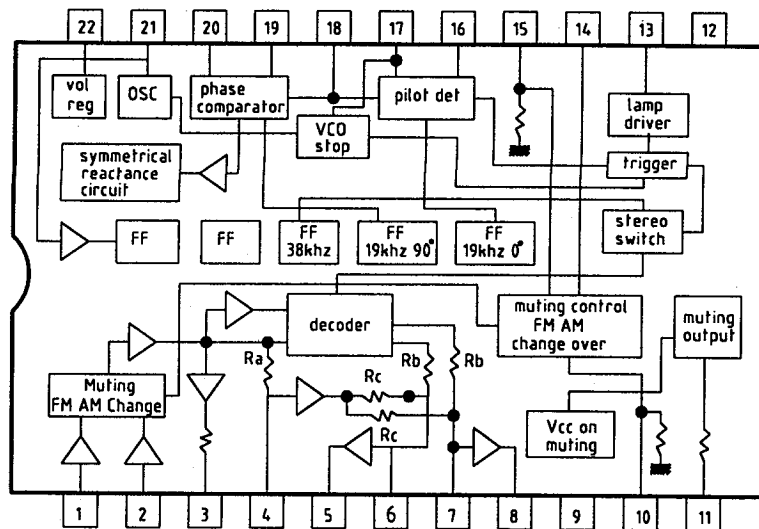 22 21 20 19 18 17 16 15 14 13 12
vol
reg
OSC
phase
comparator
pilot det
lamp
driver
VCO
stop
symmetrical
reactance
circuit
trigger
FF
FF
FF
38khz
FF
19khz 90°
FF
19khz 0°
stereo
switch
decoder
muting control
FM AM
change over
muting
output
Ra
Rb
Rb
Muting
FM AM Change
Rc
Rc
Vcc on
muting
1 2 3 4 5 6 7 8 9 10 11